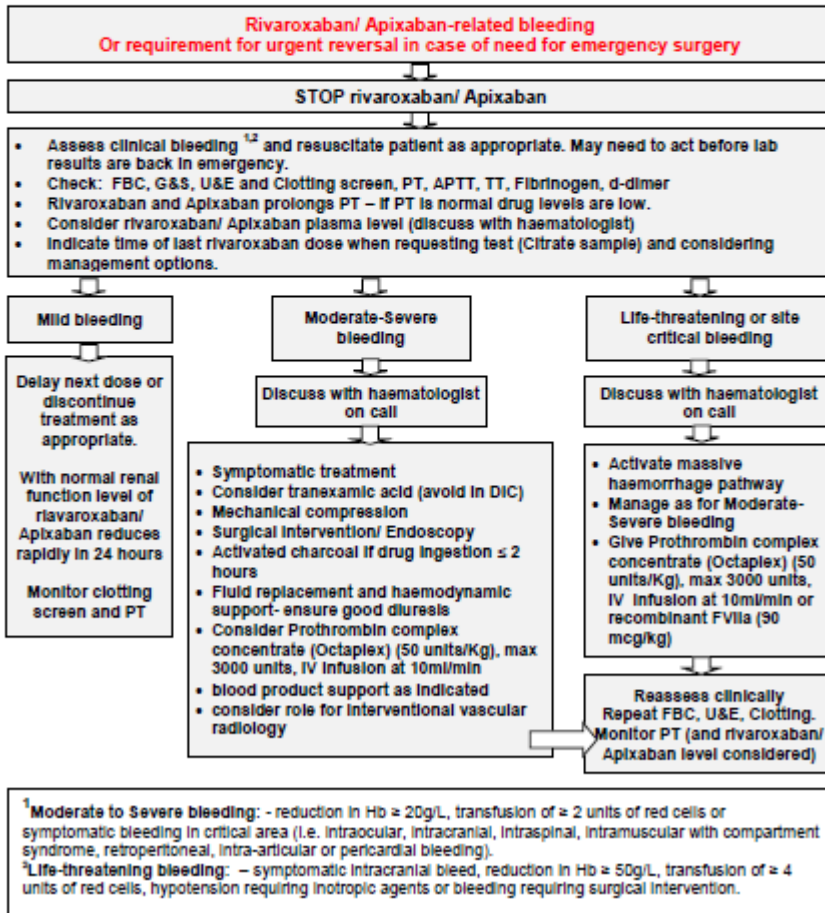 Rivaroxaban/ Apixaban-related bleeding
Or requirement for urgent reversal in case of need for emergency surgery
STOP rivaroxaban/ Apixaban
• Assess clinical bleeding 1,2 and resuscitate patient as appropriate. May need to act before lab
results are back in emergency.
• Check: FBC, G&S, U&E and Clotting screen, PT, APTT, TT, Fibrinogen, d-dimer
• Rivaroxaban and Apixaban prolongs PT – if PT is normal drug levels are low.
• Consider rivaroxaban/ Apixaban plasma level (discuss with haematologist)
• Indicate time of last rivaroxaban dose when requesting test (Citrate sample) and considering
management options.
Mild bleeding
Delay next dose or
discontinue
treatment as
appropriate.
With normal renal
function level of
riavaroxaban/
Apixaban reduces
rapidly in 24 hours
Monitor clotting
screen and PT
Moderate-Severe
bleeding
Discuss with haematologist
on call
• Symptomatic treatment
• Consider tranexamic acid (avoid in DIC)
• Mechanical compression
• Surgical intervention/ Endoscopy
• Activated charcoal if drug ingestion ≤ 2
hours
• Fluid replacement and haemodynamic
support- ensure good diuresis
• Consider Prothrombin complex
concentrate (Octaplex) (50 units/Kg), max
3000 units, IV infusion at 10ml/min
• blood product support as indicated
• consider role for interventional vascular
radiology
Life-threatening or site
critical bleeding
Discuss with haematologist
on call
• Activate massive
haemorrhage pathway
• Manage as for Moderate-
Severe bleeding
• Give Prothrombin complex
concentrate (Octaplex) (50
units/Kg), max 3000 units,
IV infusion at 10ml/min or
recombinant FVIIa (90
mcg/kg)
Reassess clinically
Repeat FBC, U&E, Clotting.
Monitor PT (and rivaroxaban/
Apixaban level considered)
1Moderate to Severe bleeding: - reduction in Hb ≥ 20g/L, transfusion of ≥ 2 units of red cells or
symptomatic bleeding in critical area (i.e. intraocular, intracranial, intraspinal, intramuscular with compartment
syndrome, retroperitoneal, intra-articular or pericardial bleeding).
2Life-threatening bleeding: – symptomatic intracranial bleed, reduction in Hb ≥ 50g/L, transfusion of ≥ 4
units of red cells, hypotension requiring inotropic agents or bleeding requiring surgical intervention.